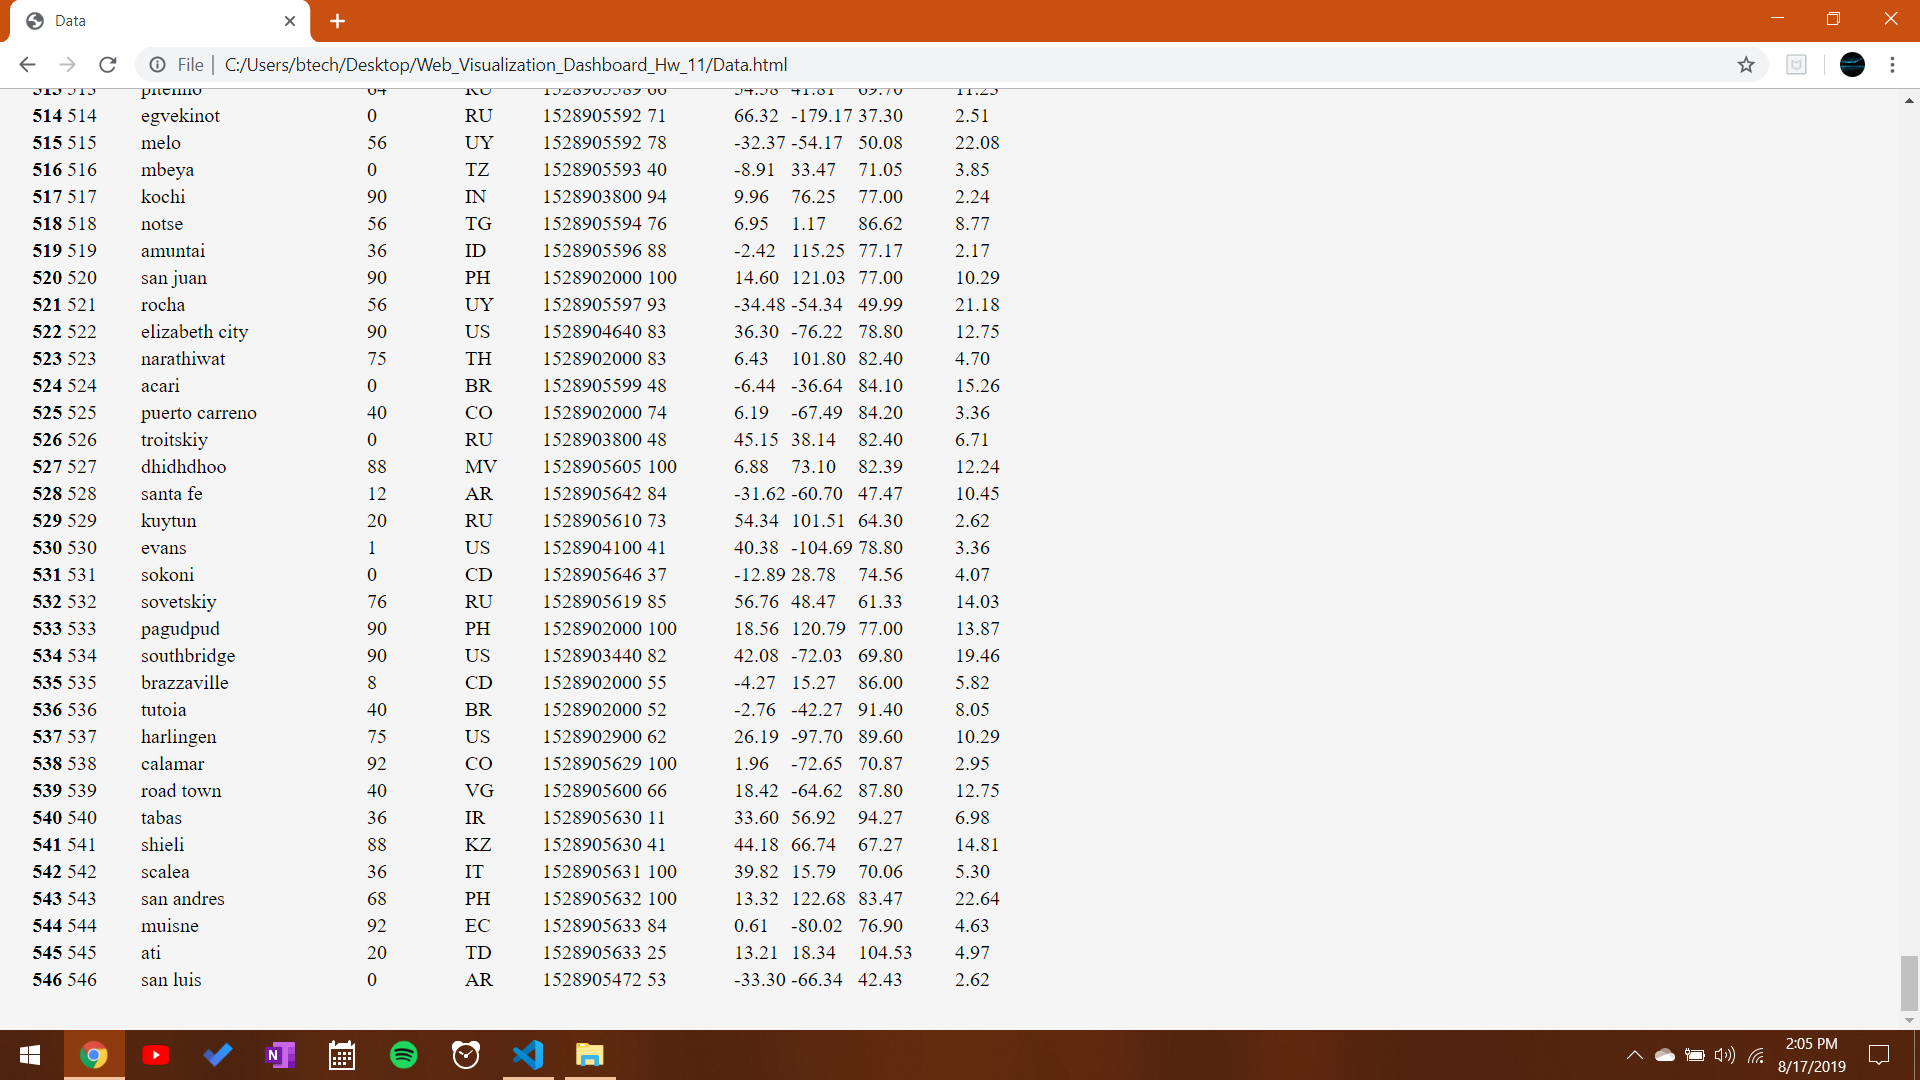 Data
File C:/Users/btech/Desktop/Web_Visualization_Dashboard_Hw_11/Data.html
514 514 egvekinot 0 RU 1528905592 71 66.32 -179.17 37.30 2.51
515 515 melo 56 UY 1528905592 78 -32.37 -54.17 50.08 22.08
516 516 mbeya 0 TZ 1528905593 40 -8.91 33.47 71.05 3.85
517 517 kochi 90 IN 1528903800 94 9.96 76.25 77.00 2.24
518 518 notse 56 TG 1528905594 76 6.95 1.17 86.62 8.77
519 519 amuntai 36 ID 1528905596 88 -2.42 115.25 77.17 2.17
520 520 san juan 90 PH 1528902000 100 14.60 121.03 77.00 10.29
521 521 rocha 56 UY 1528905597 93 -34.48 -54.34 49.99 21.18
522 522 elizabeth city 90 US 1528904640 83 36.30 -76.22 78.80 12.75
523 523 narathiwat 75 TH 1528902000 83 6.43 101.80 82.40 4.70
524 524 acari 0 BR 1528905599 48 -6.44 -36.64 84.10 15.26
525 525 puerto carreno 40 CO 1528902000 74 6.19 -67.49 84.20 3.36
526 526 troitskiy 0 RU 1528903800 48 45.15 38.14 82.40 6.71
527 527 dhidhdhoo 88 MV 1528905605 100 6.88 73.10 82.39 12.24
528 528 santa fe 12 AR 1528905642 84 -31.62 -60.70 47.47 10.45
529 529 kuytun 20 RU 1528905610 73 54.34 101.51 64.30 2.62
530 530 evans 1 US 1528904100 41 40.38 -104.69 78.80 3.36
531 531 sokoni 0 CD 1528905646 37 -12.89 28.78 74.56 4.07
532 532 sovetskiy 76 RU 1528905619 85 56.76 48.47 61.33 14.03
533 533 pagudpud 90 PH 1528902000 100 18.56 120.79 77.00 13.87
534 534 southbridge 90 US 1528903440 82 42.08 -72.03 69.80 19.46
535 535 brazzaville 8 CD 1528902000 55 -4.27 15.27 86.00 5.82
536 536 tutoia 40 BR 1528902000 52 -2.76 -42.27 91.40 8.05
537 537 harlingen 75 US 1528902900 62 26.19 -97.70 89.60 10.29
538 538 calamar 92 CO 1528905629 100 1.96 -72.65 70.87 2.95
539 539 road town 40 VG 1528905600 66 18.42 -64.62 87.80 12.75
540 540 tabas 36 IR 1528905630 11 33.60 56.92 94.27 6.98
541 541 shieli 88 KZ 1528905630 41 44.18 66.74 67.27 14.81
542 542 scalea 36 IT 1528905631 100 39.82 15.79 70.06 5.30
543 543 san andres 68 PH 1528905632 100 13.32 122.68 83.47 22.64
544 544 muisne 92 EC 1528905633 84 0.61 -80.02 76.90 4.63
545 545 ati 20 TD 1528905633 25 13.21 18.34 104.53 4.97
546 546 san luis 0 AR 1528905472 53 -33.30 -66.34 42.43 2.62
N
2:05 PM
8/17/2019